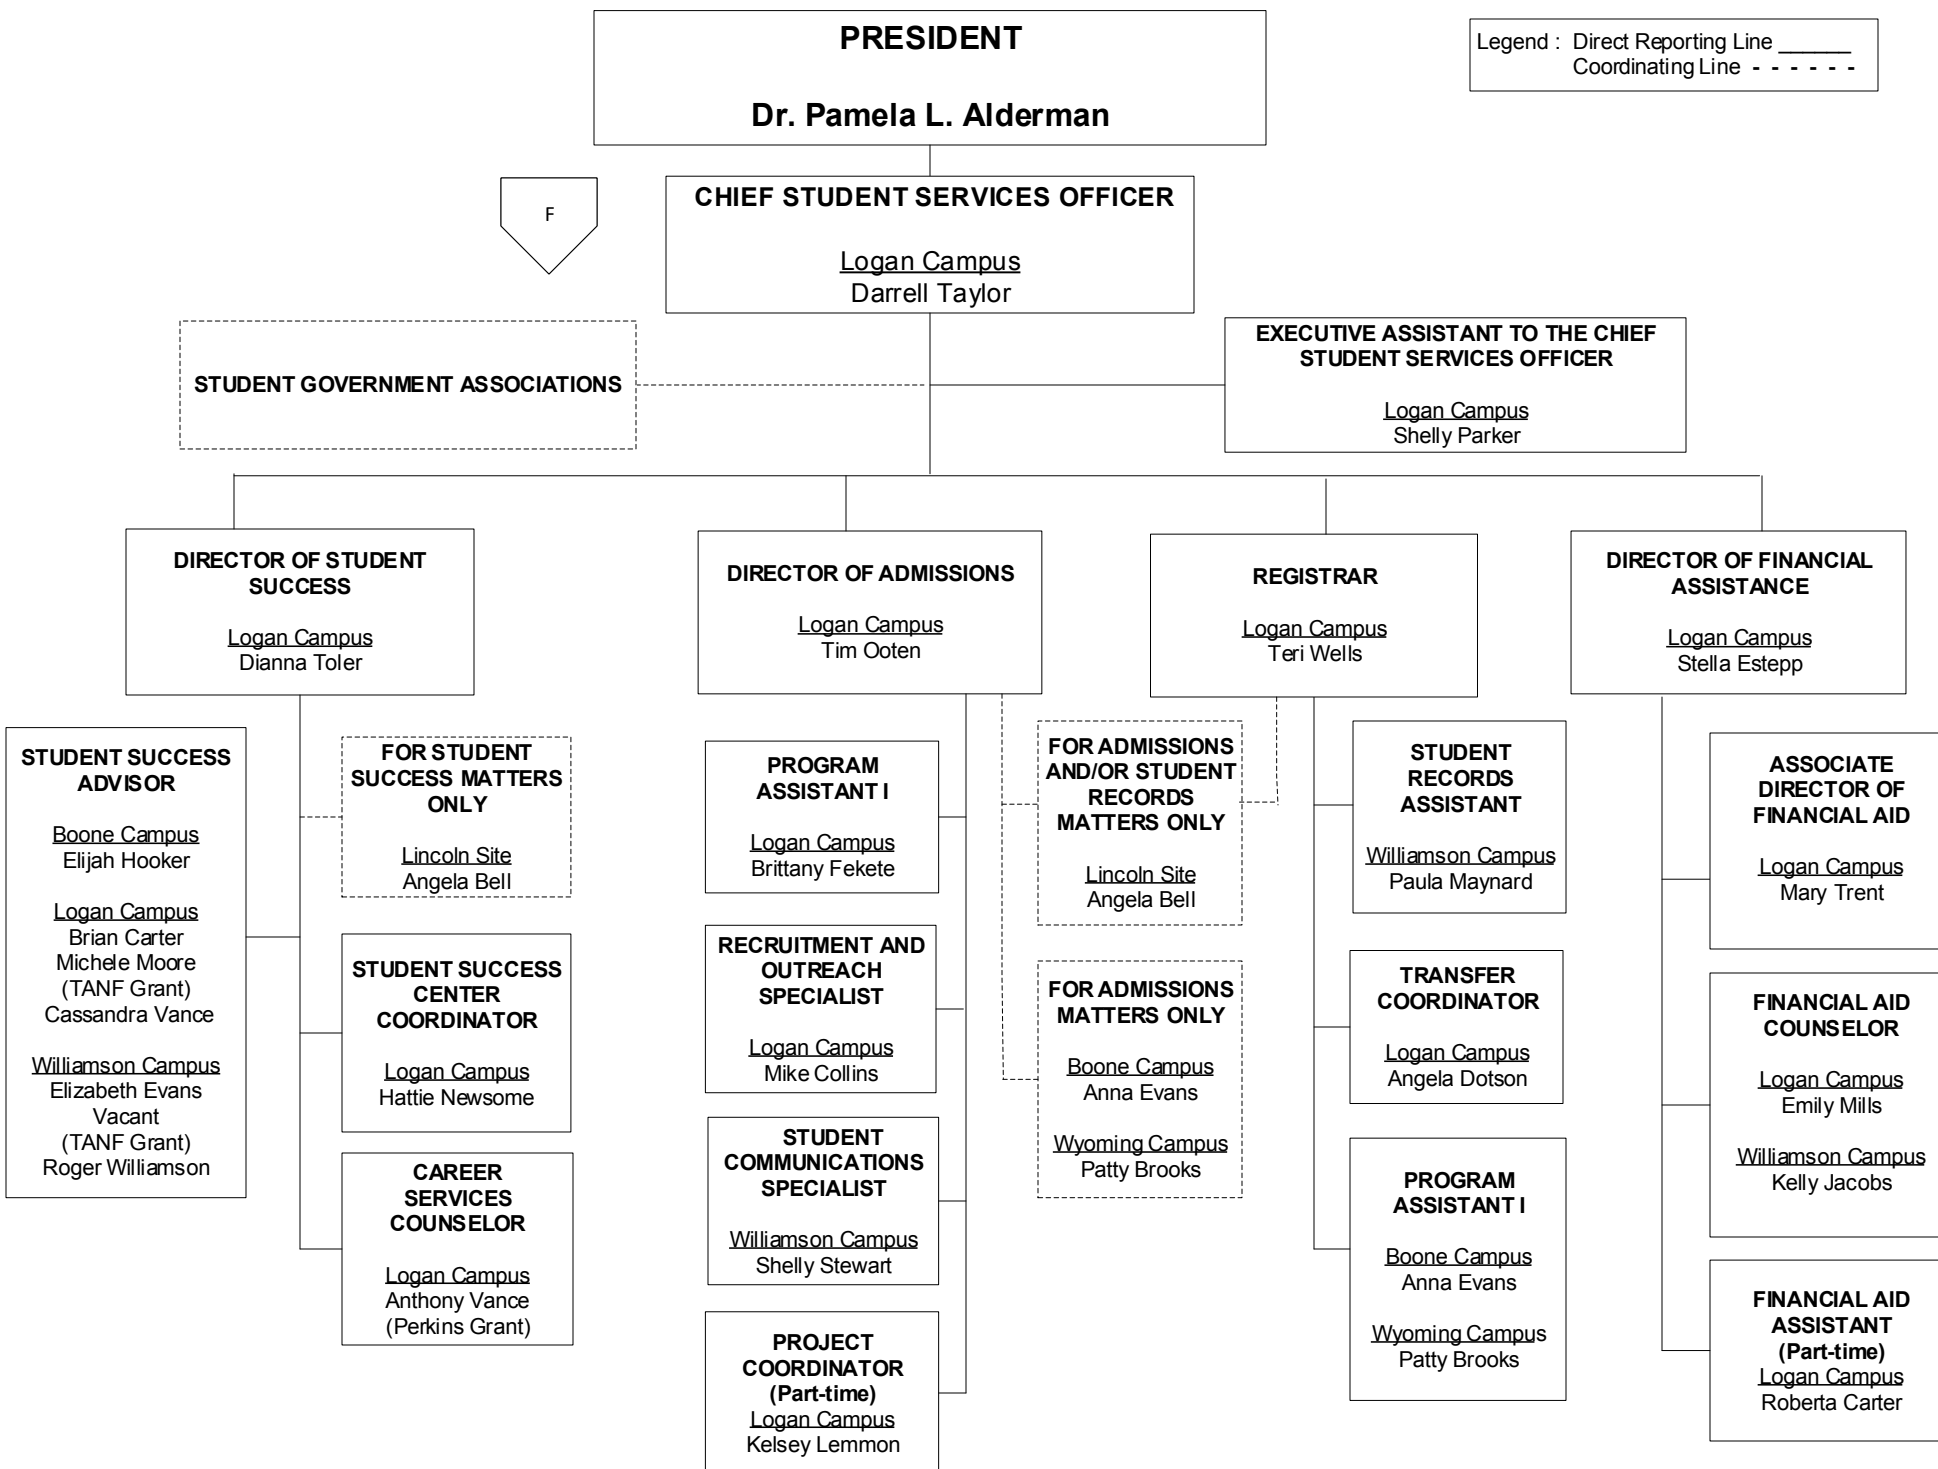 PRESIDENT
Dr. Pamela L. Alderman
Legend : Direct Reporting Line ______
Coordinating Line - - - - - -
F
CHIEF STUDENT SERVICES OFFICER
Logan Campus
Darrell Taylor
STUDENT GOVERNMENT ASSOCIATIONS
EXECUTIVE ASSISTANT TO THE CHIEF
STUDENT SERVICES OFFICER
Logan Campus
Shelly Parker
DIRECTOR OF STUDENT
SUCCESS
Logan Campus
Dianna Toler
DIRECTOR OF ADMISSIONS
Logan Campus
Tim Ooten
REGISTRAR
Logan Campus
Teri Wells
DIRECTOR OF FINANCIAL
ASSISTANCE
Logan Campus
Stella Estepp
STUDENT SUCCESS
ADVISOR
Boone Campus
Elijah Hooker
Logan Campus
Brian Carter
Michele Moore
(TANF Grant)
Cassandra Vance
Williamson Campus
Elizabeth Evans
Vacant
(TANF Grant)
Roger Williamson
FOR STUDENT
SUCCESS MATTERS
ONLY
Lincoln Site
Angela Bell
STUDENT SUCCESS
CENTER
COORDINATOR
Logan Campus
Hattie Newsome
CAREER
SERVICES
COUNSELOR
Logan Campus
Anthony Vance
(Perkins Grant)
PROGRAM
ASSISTANT I
Logan Campus
Brittany Fekete
RECRUITMENT AND
OUTREACH
SPECIALIST
Logan Campus
Mike Collins
STUDENT
COMMUNICATIONS
SPECIALIST
Williamson Campus
Shelly Stewart
PROJECT
COORDINATOR
(Part-time)
Logan Campus
Kelsey Lemmon
FOR ADMISSIONS
AND/OR STUDENT
RECORDS
MATTERS ONLY
Lincoln Site
Angela Bell
FOR ADMISSIONS
MATTERS ONLY
Boone Campus
Anna Evans
Wyoming Campus
Patty Brooks
STUDENT
RECORDS
ASSISTANT
Williamson Campus
Paula Maynard
TRANSFER
COORDINATOR
Logan Campus
Angela Dotson
PROGRAM
ASSISTANT I
Boone Campus
Anna Evans
Wyoming Campus
Patty Brooks
ASSOCIATE
DIRECTOR OF
FINANCIAL AID
Logan Campus
Mary Trent
FINANCIAL AID
COUNSELOR
Logan Campus
Emily Mills
Williamson Campus
Kelly Jacobs
FINANCIAL AID
ASSISTANT
(Part-time)
Logan Campus
Roberta Carter